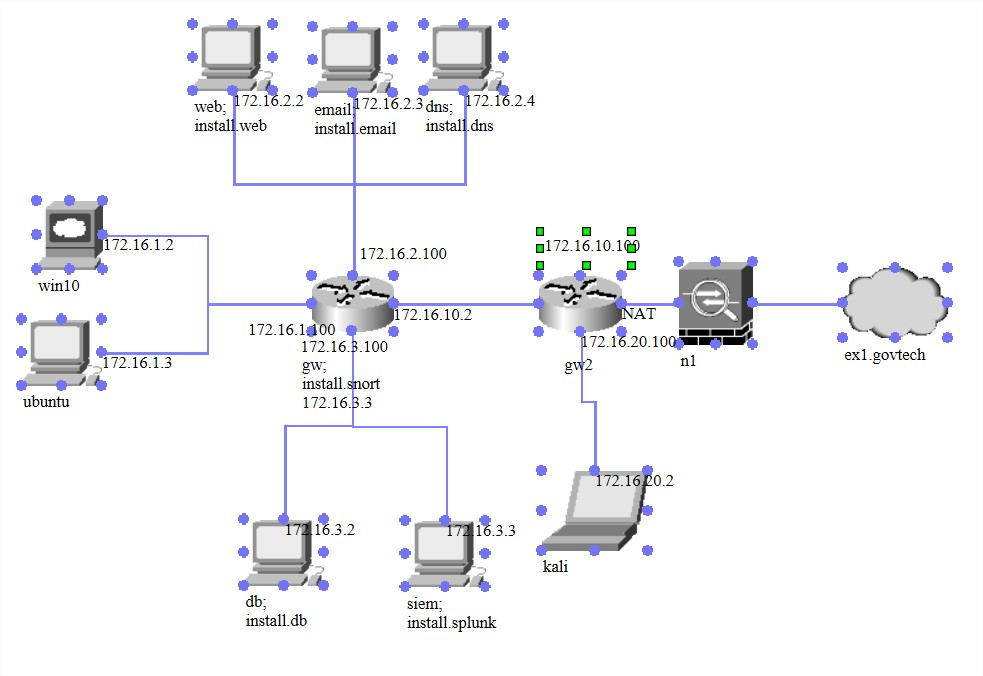 172.16.2.2
web;
install.web
172.16.2.3
email;
install.email
172.16.2.4
dns;
install.dns
172.16.1.2
win10
172.16.1.3
ubuntu
172.16.2.100
172.16.10.2
172.16.1.100
172.16.3.100
gw;
install.snort
172.16.3.3
172.16.10.100
NAT
172.16.20.100
gw2
n1
ex1.govtech
172.16.20.2
kali
172.16.3.2
db;
install.db
172.16.3.3
siem;
install.splunk